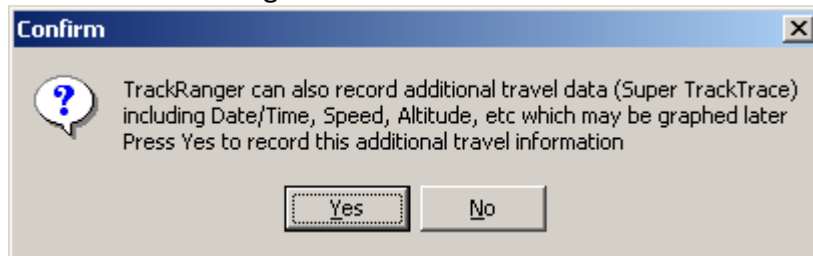 Confirm
TrackRanger can also record additional travel data (Super TrackTrace)
including Date/Time, Speed, Altitude, etc which may be graphed later
Press Yes to record this additional travel information
Yes
No